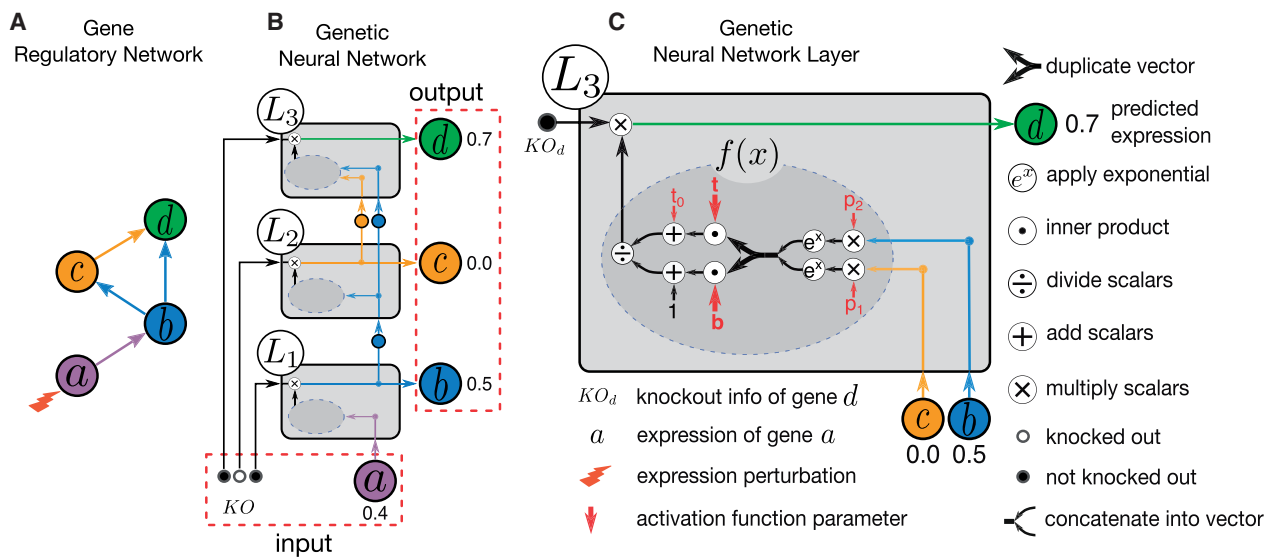 A
Gene
Regulatory Network
c
d
b
a
B
Genetic
Neural Network
output
L3
×
d 0.7
L2
×
c 0.0
L1
×
b 0.5
KO
a
0.4
input
C
Genetic
Neural Network Layer
L3
KOd
×
f(x)
t
t0
p2
+ • ex ×
÷
+ • ex ×
1
b
p1
c b
0.0 0.5
KOd knockout info of gene d
a expression of gene a
expression perturbation
activation function parameter
duplicate vector
d 0.7 predicted
expression
ex apply exponential
• inner product
÷ divide scalars
+ add scalars
× multiply scalars
knocked out
not knocked out
concatenate into vector